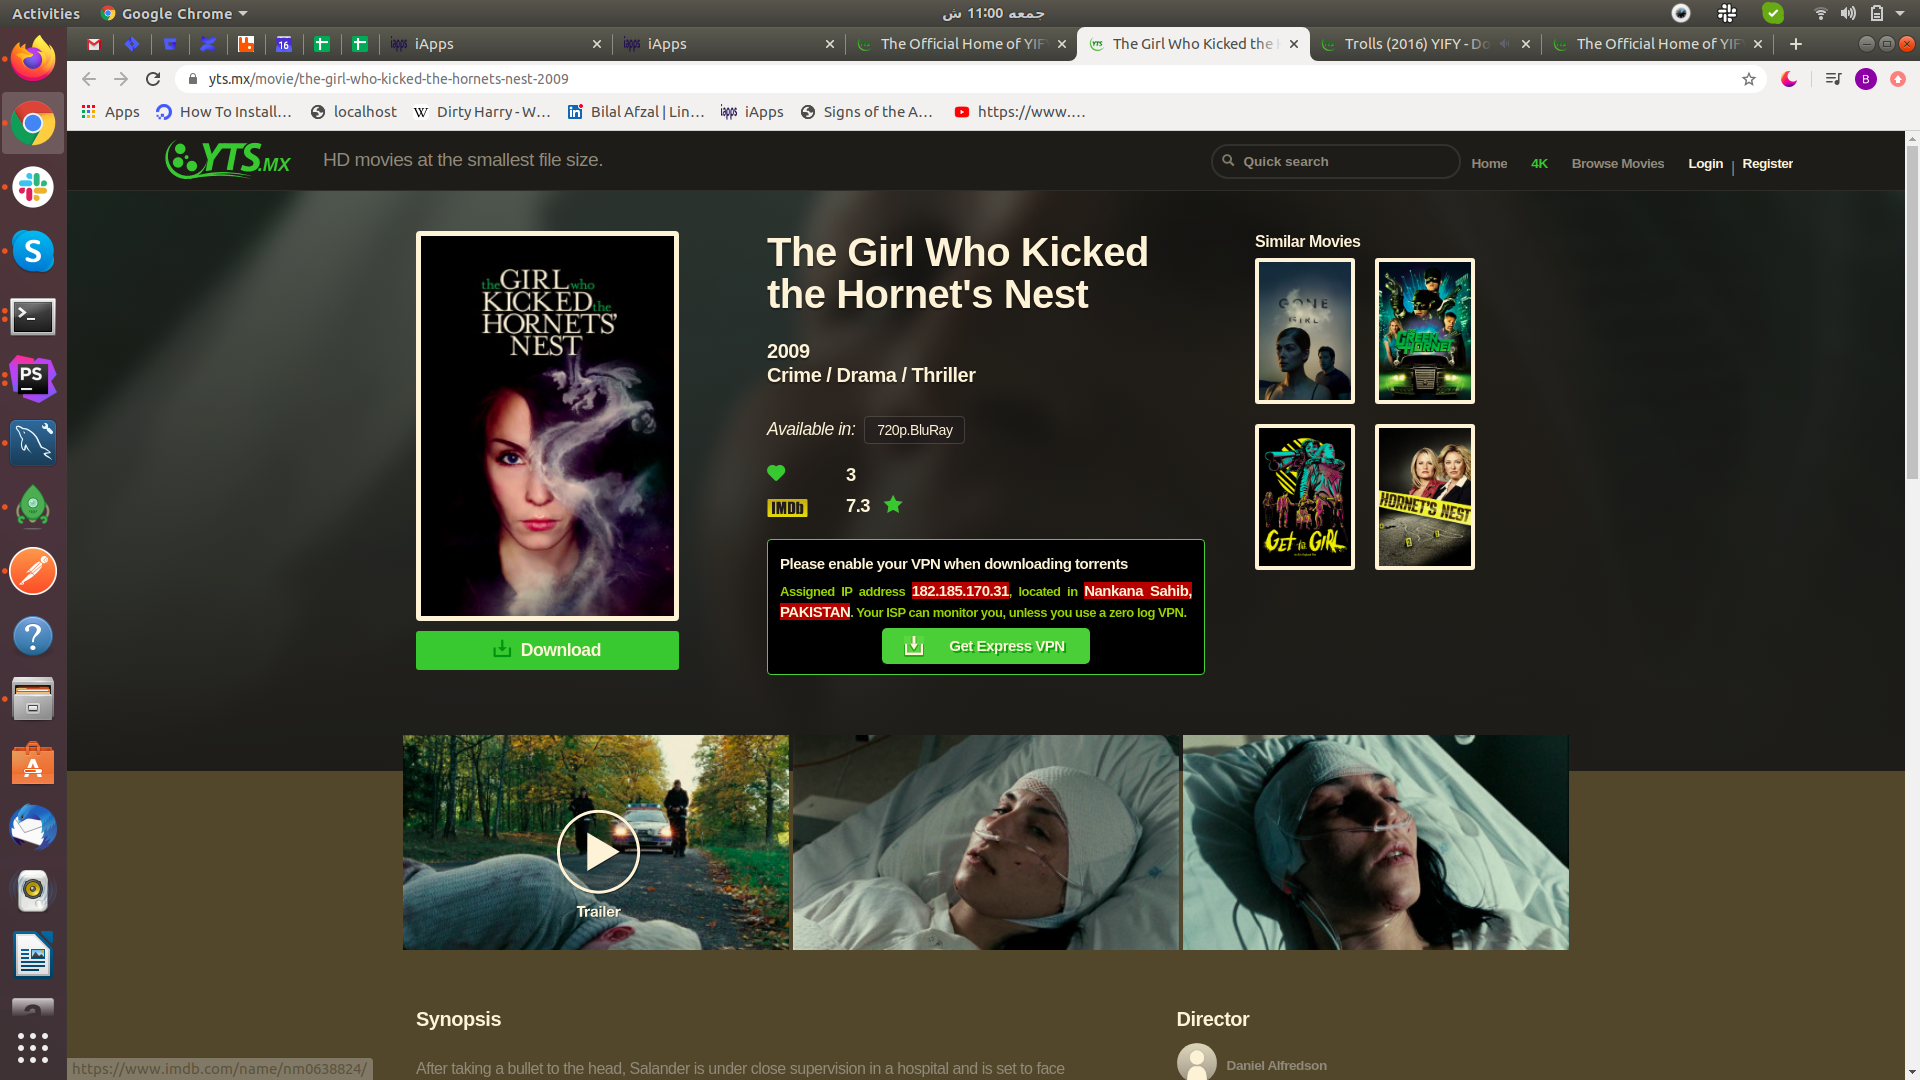 Activities
Google Chrome
جمعه 11:00 ش
iApps
iApps
The Official Home of YIFY
The Girl Who Kicked the
Trolls (2016) YIFY - Do
The Official Home of YIFY
yts.mx/movie/the-girl-who-kicked-the-hornets-nest-2009
Apps
How To Install...
localhost
Dirty Harry - W...
Bilal Afzal | Lin...
iApps
Signs of the A...
https://www....
YTS.MX
HD movies at the smallest file size.
Quick search
Home
4K
Browse Movies
Login | Register
the GIRL who
KICKED the
HORNETS'
NEST
Download
The Girl Who Kicked
the Hornet's Nest
2009
Crime / Drama / Thriller
Available in: 720p.BluRay
3
IMDb 7.3
Please enable your VPN when downloading torrents
Assigned IP address 182.185.170.31, located in Nankana Sahib,
PAKISTAN. Your ISP can monitor you, unless you use a zero log VPN.
Get Express VPN
Similar Movies
GONE
GIRL
GREEN
HORNET
GET the GIRL
HORNET'S NEST
Trailer
Synopsis
After taking a bullet to the head, Salander is under close supervision in a hospital and is set to face
Director
Daniel Alfredson
https://www.imdb.com/name/nm0638824/